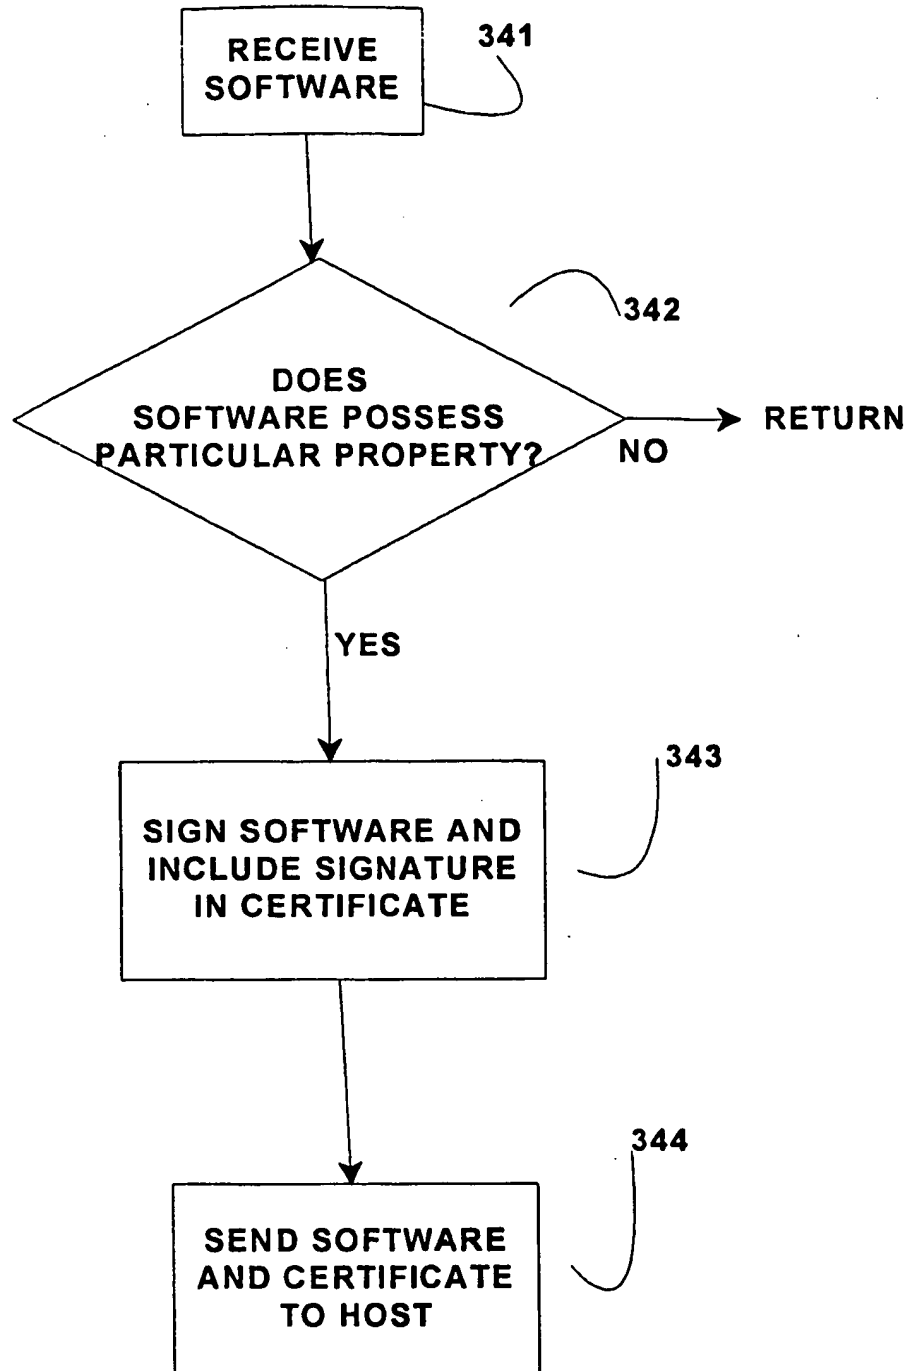 RECEIVE
SOFTWARE
341
342
DOES
SOFTWARE POSSESS
PARTICULAR PROPERTY?
NO
RETURN
YES
343
SIGN SOFTWARE AND
INCLUDE SIGNATURE
IN CERTIFICATE
344
SEND SOFTWARE
AND CERTIFICATE
TO HOST